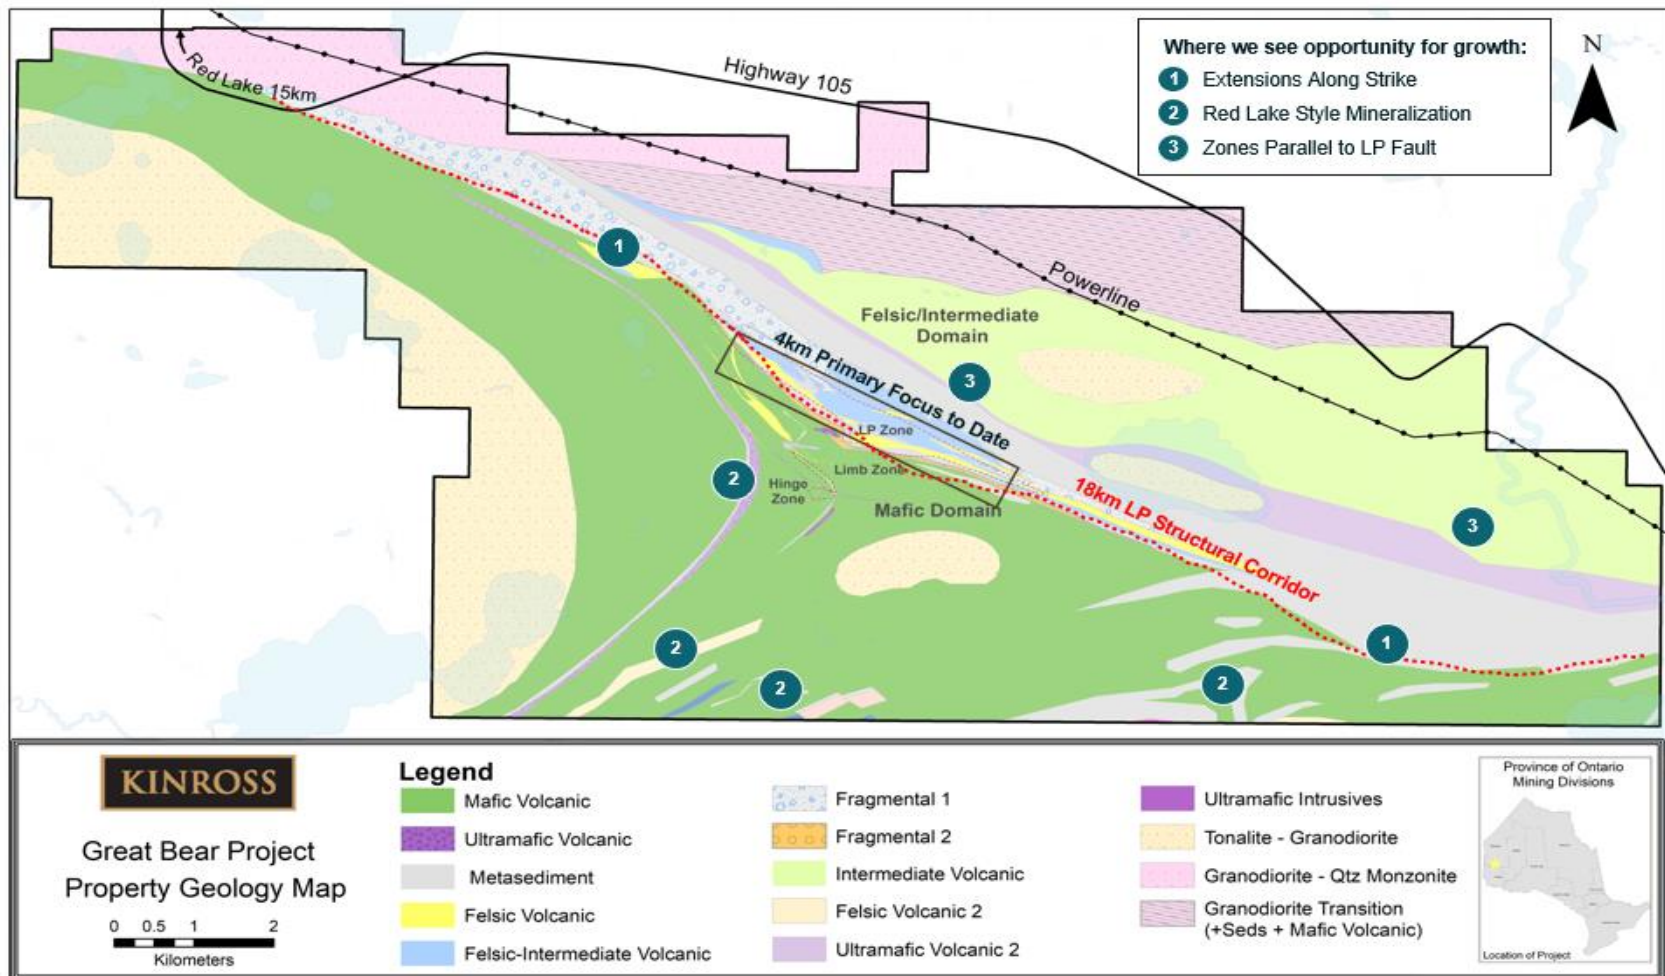 Where we see opportunity for growth:
1 Extensions Along Strike
2 Red Lake Style Mineralization
3 Zones Parallel to LP Fault
N
Red Lake 15km
Highway 105
Powerline
1
Felsic/Intermediate
Domain
3
4km Primary Focus to Date
LP Zone
Limb Zone
Hinge
Zone
2
Mafic Domain
18km LP Structural Corridor
3
2
2
2
1
KINROSS
Great Bear Project
Property Geology Map
0 0.5 1 2
Kilometers
Legend
Mafic Volcanic
Ultramafic Volcanic
Metasediment
Felsic Volcanic
Felsic-Intermediate Volcanic
Fragmental 1
Fragmental 2
Intermediate Volcanic
Felsic Volcanic 2
Ultramafic Volcanic 2
Ultramafic Intrusives
Tonalite - Granodiorite
Granodiorite - Qtz Monzonite
Granodiorite Transition
(+Seds + Mafic Volcanic)
Province of Ontario
Mining Divisions
Location of Project